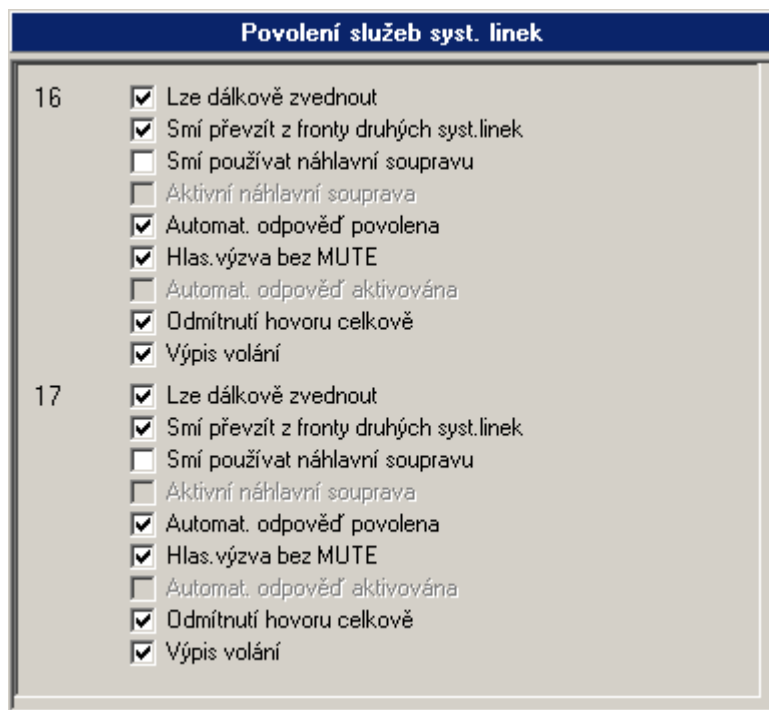 Povolení služeb syst. linek
16 Lze dálkově zvednout
Smí převzít z fronty druhých syst.linek
Smí používat náhlavní soupravu
Aktivní náhlavní souprava
Automat. odpověď povolena
Hlas.výzva bez MUTE
Automat. odpověď aktivována
Odmítnutí hovoru celkově
Výpis volání
17 Lze dálkově zvednout
Smí převzít z fronty druhých syst.linek
Smí používat náhlavní soupravu
Aktivní náhlavní souprava
Automat. odpověď povolena
Hlas.výzva bez MUTE
Automat. odpověď aktivována
Odmítnutí hovoru celkově
Výpis volání